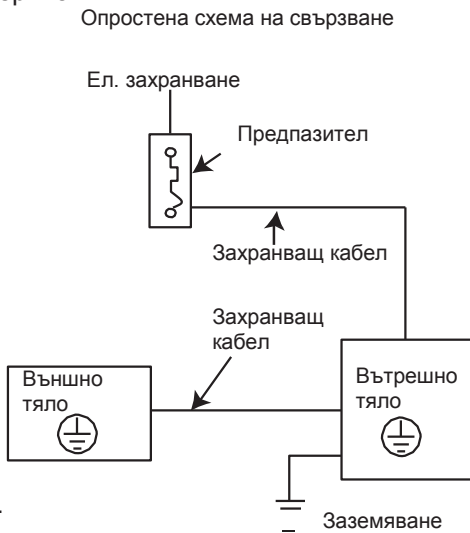 Опростена схема на свързване
Ел. захранване
Предпазител
Захранващ кабел
Захранващ
кабел
Външно
тяло
Вътрешно
тяло
Заземяване